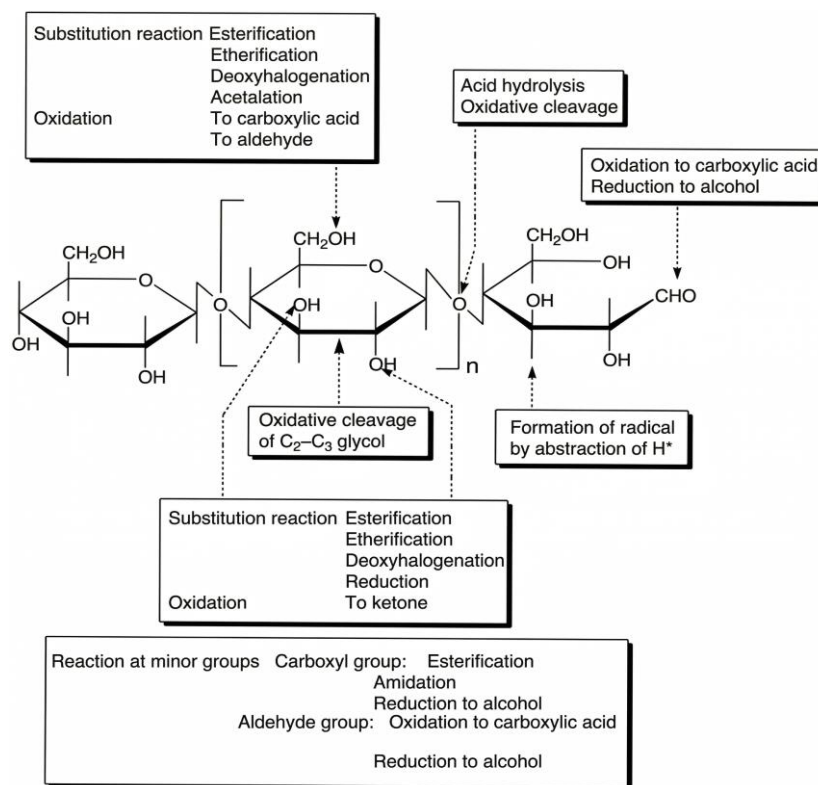 Substitution reaction Esterification
Etherification
Deoxyhalogenation
Acetalation
Oxidation To carboxylic acid
To aldehyde
Acid hydrolysis
Oxidative cleavage
Oxidation to carboxylic acid
Reduction to alcohol
CH₂OH
O
OH
OH
OH
O
CH₂OH
O
OH
OH
n
O
CH₂OH
OH
OH
CHO
OH
Oxidative cleavage
of C₂–C₃ glycol
Formation of radical
by abstraction of H*
Substitution reaction Esterification
Etherification
Deoxyhalogenation
Reduction
Oxidation To ketone
Reaction at minor groups Carboxyl group: Esterification
Amidation
Reduction to alcohol
Aldehyde group: Oxidation to carboxylic acid
Reduction to alcohol